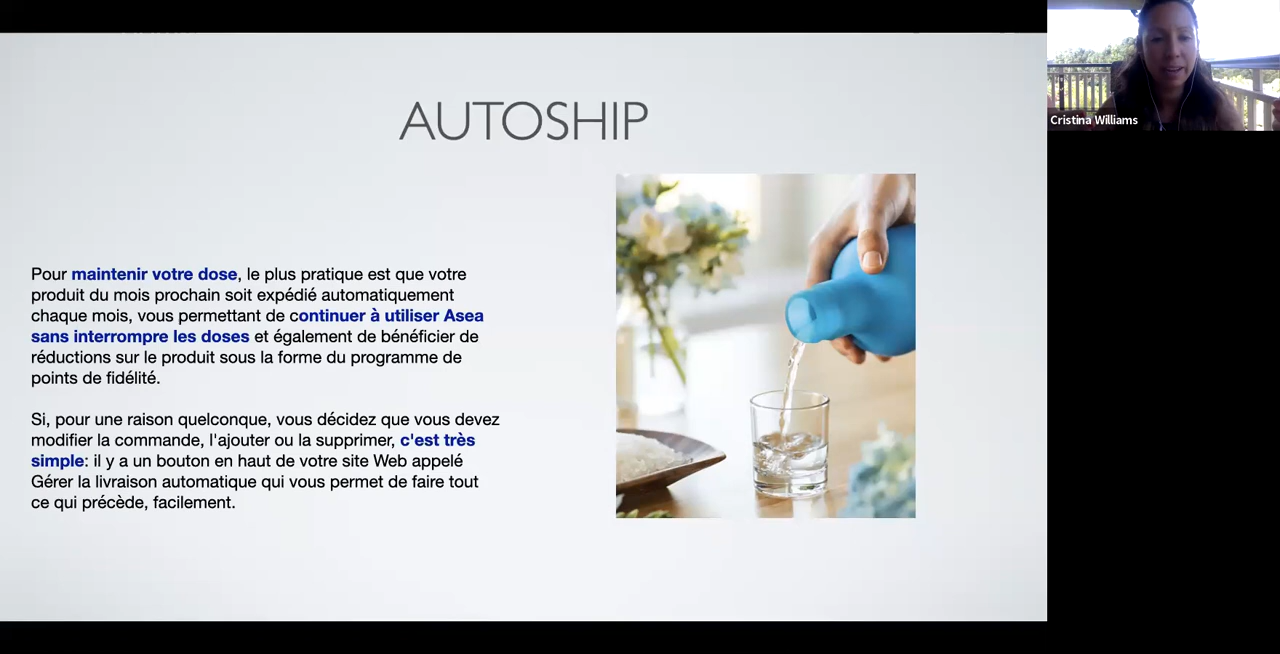 AUTOSHIP
Pour maintenir votre dose, le plus pratique est que votre
produit du mois prochain soit expédié automatiquement
chaque mois, vous permettant de continuer à utiliser Asea
sans interrompre les doses et également de bénéficier de
réductions sur le produit sous la forme du programme de
points de fidélité.
Si, pour une raison quelconque, vous décidez que vous devez
modifier la commande, l'ajouter ou la supprimer, c'est très
simple: il y a un bouton en haut de votre site Web appelé
Gérer la livraison automatique qui vous permet de faire tout
ce qui précède, facilement.
Cristina Williams